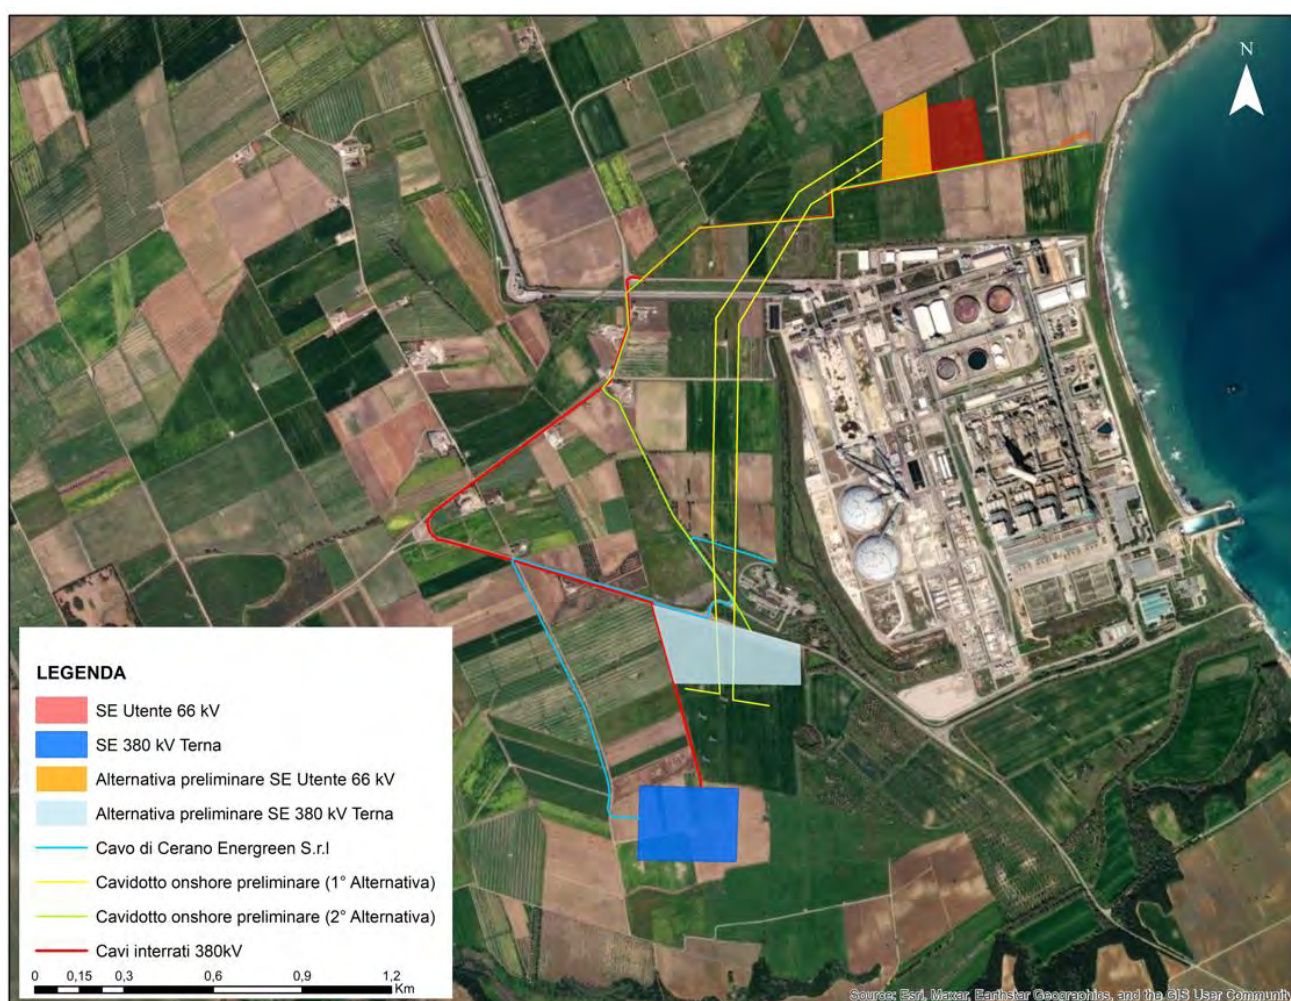 N
LEGENDA
SE Utente 66 kV
SE 380 kV Terna
Alternativa preliminare SE Utente 66 kV
Alternativa preliminare SE 380 kV Terna
Cavo di Cerano Energreen S.r.l
Cavidotto onshore preliminare (1° Alternativa)
Cavidotto onshore preliminare (2° Alternativa)
Cavi interrati 380kV
0 0,15 0,3 0,6 0,9 1,2
Km
Source: Esri, Maxar, Earthstar Geographics, and the GIS User Community